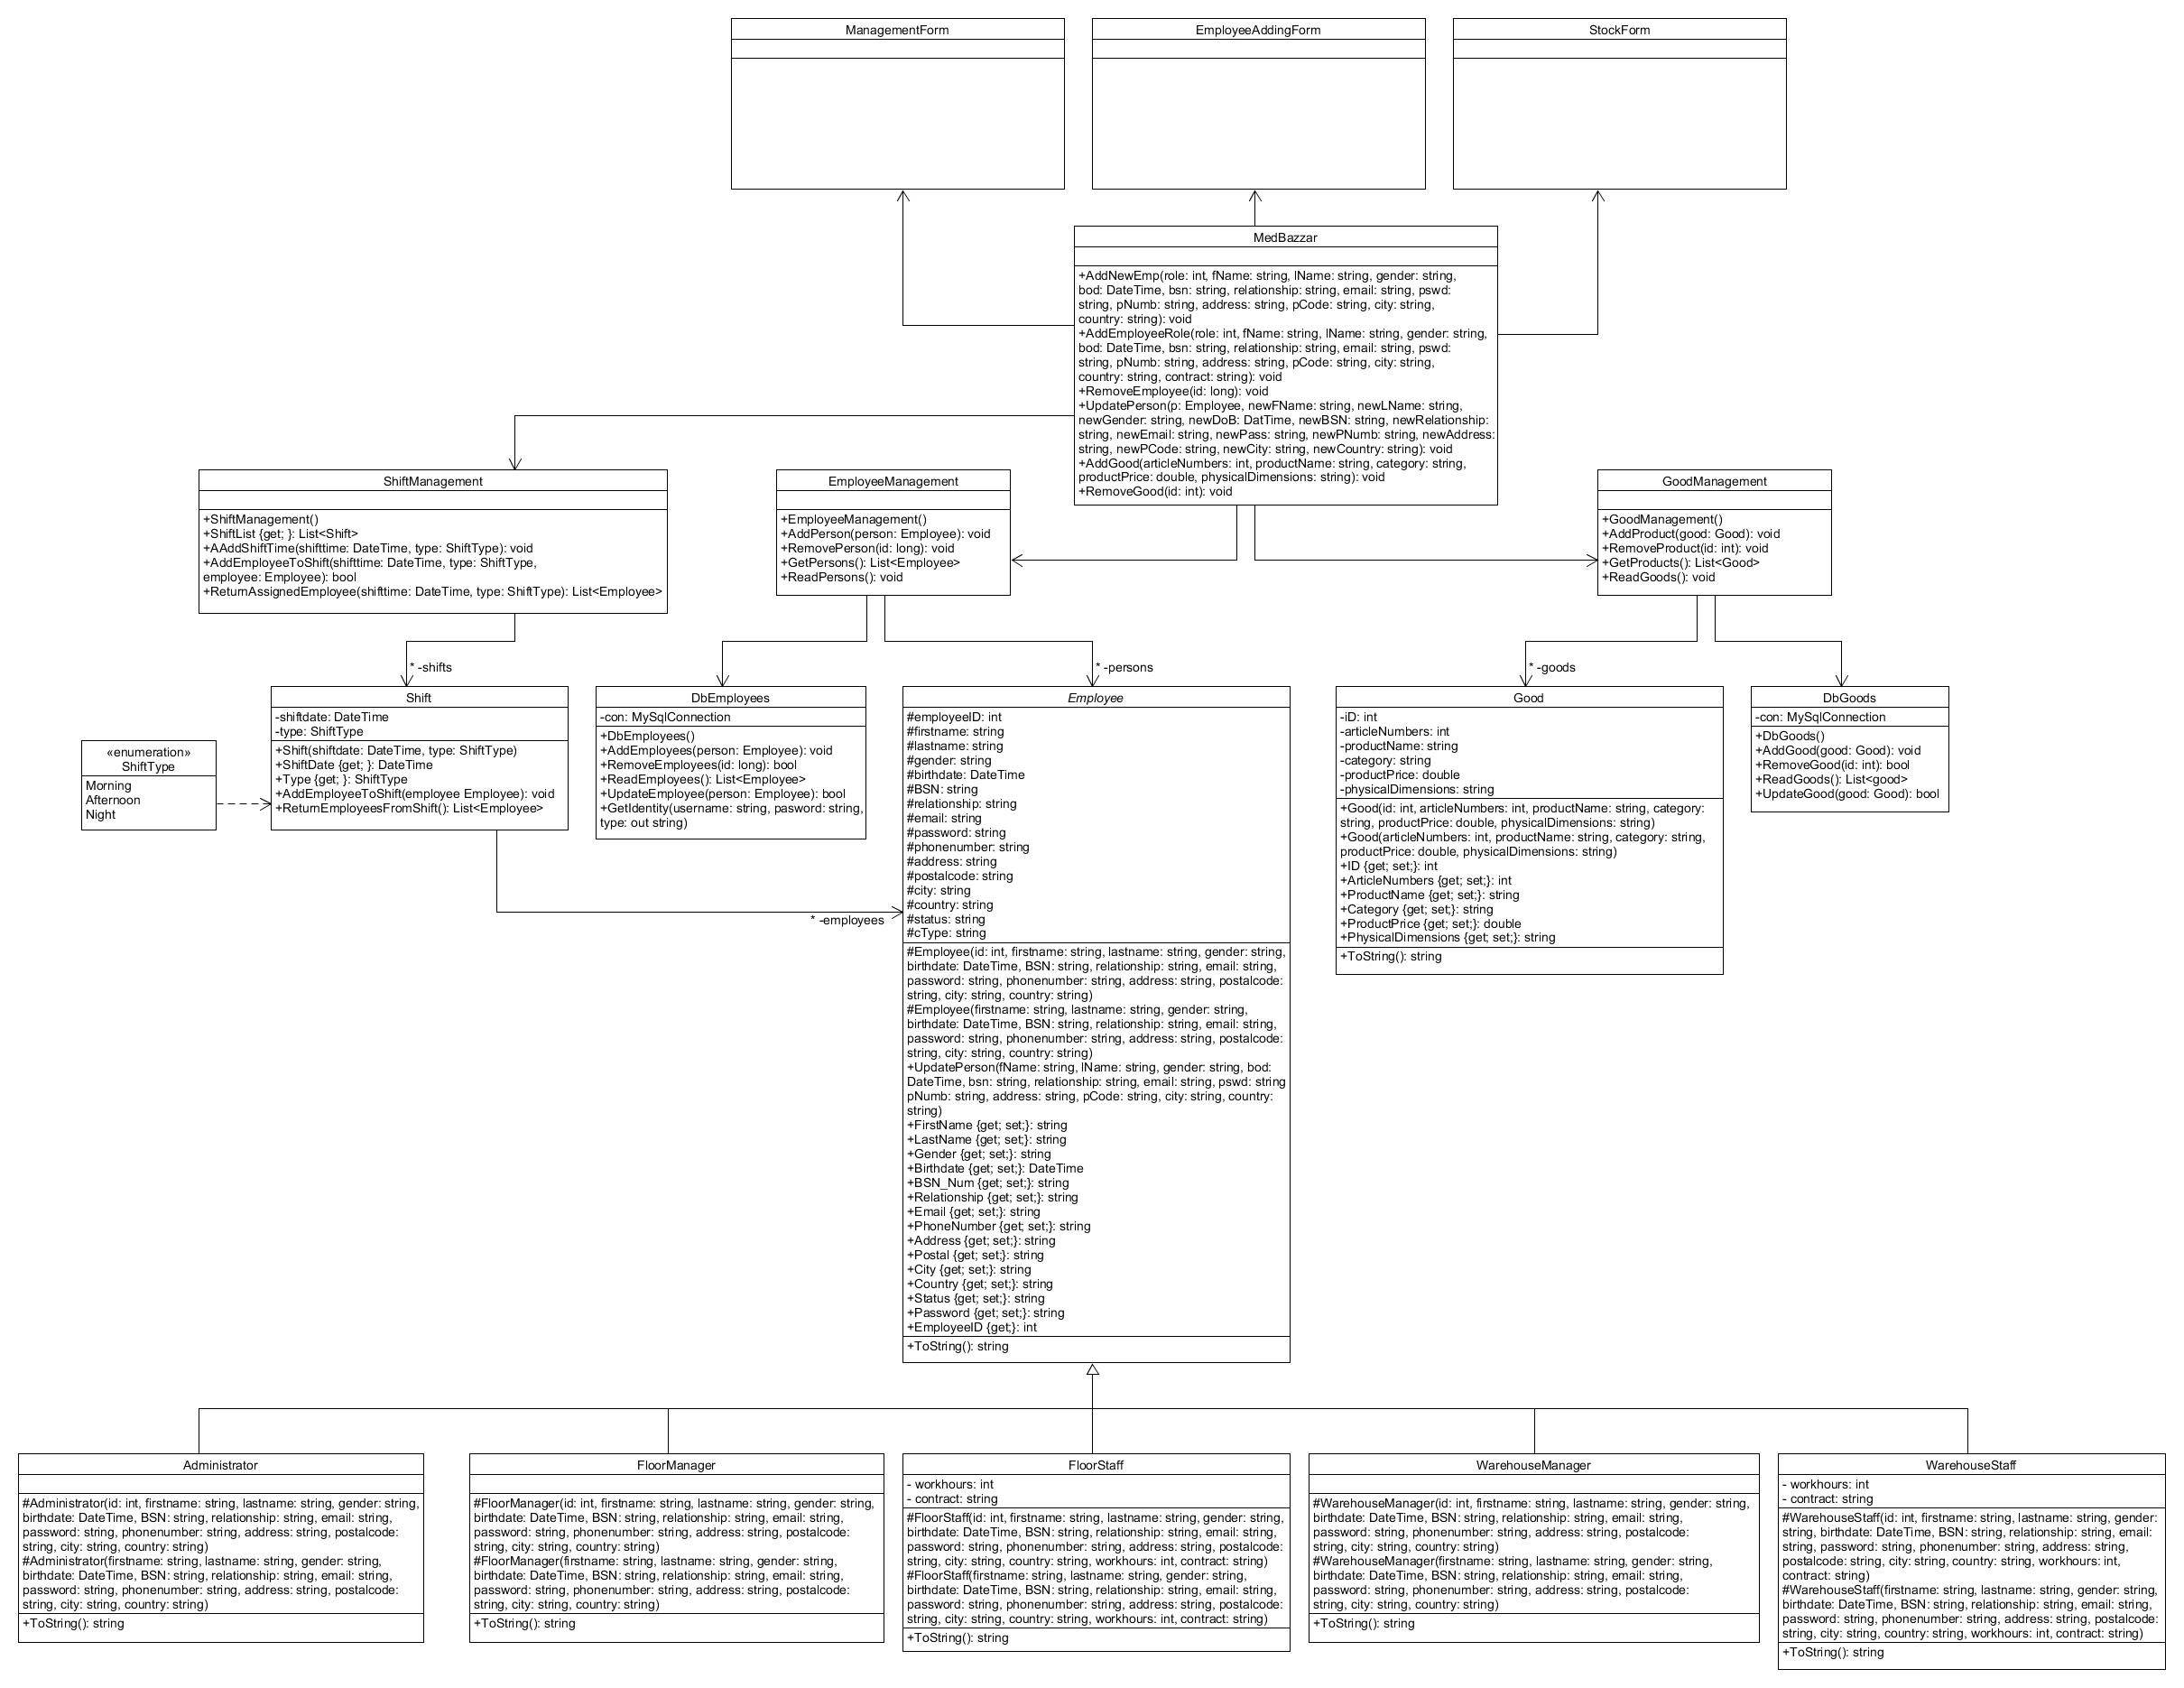 ManagementForm
EmployeeAddingForm
StockForm
MedBazzar
+AddNewEmp(role: int, fName: string, lName: string, gender: string,
bod: DateTime, bsn: string, relationship: string, email: string, pswd:
string, pNumb: string, address: string, pCode: string, city: string,
country: string): void
+AddEmployeeRole(role: int, fName: string, lName: string, gender: string,
bod: DateTime, bsn: string, relationship: string, email: string, pswd:
string, pNumb: string, address: string, pCode: string, city: string,
country: string, contract: string): void
+RemoveEmployee(id: long): void
+UpdatePerson(p: Employee, newFName: string, newLName: string,
newGender: string, newDoB: DatTime, newBSN: string, newRelationship:
string, newEmail: string, newPass: string, newPNumb: string, newAddress:
string, newPCode: string, newCity: string, newCountry: string): void
+AddGood(articleNumbers: int, productName: string, category: string,
productPrice: double, physicalDimensions: string): void
+RemoveGood(id: int): void
ShiftManagement
+ShiftManagement()
+ShiftList {get; }: List<Shift>
+AAddShiftTime(shifttime: DateTime, type: ShiftType): void
+AddEmployeeToShift(shifttime: DateTime, type: ShiftType,
employee: Employee): bool
+ReturnAssignedEmployee(shifttime: DateTime, type: ShiftType): List<Employee>
EmployeeManagement
+EmployeeManagement()
+AddPerson(person: Employee): void
+RemovePerson(id: long): void
+GetPersons(): List<Employee>
+ReadPersons(): void
GoodManagement
+GoodManagement()
+AddProduct(good: Good): void
+RemoveProduct(id: int): void
+GetProducts(): List<Good>
+ReadGoods(): void
* -shifts
* -persons
* -goods
«enumeration»
ShiftType
Morning
Afternoon
Night
Shift
-shiftdate: DateTime
-type: ShiftType
+Shift(shiftdate: DateTime, type: ShiftType)
+ShiftDate {get; }: DateTime
+Type {get; }: ShiftType
+AddEmployeeToShift(employee Employee): void
+ReturnEmployeesFromShift(): List<Employee>
DbEmployees
-con: MySqlConnection
+DbEmployees()
+AddEmployees(person: Employee): void
+RemoveEmployees(id: long): bool
+ReadEmployees(): List<Employee>
+UpdateEmployee(person: Employee): bool
+GetIdentity(username: string, pasword: string,
type: out string)
* -employees
Employee
#employeeID: int
#firstname: string
#lastname: string
#gender: string
#birthdate: DateTime
#BSN: string
#relationship: string
#email: string
#password: string
#phonenumber: string
#address: string
#postalcode: string
#city: string
#country: string
#status: string
#cType: string
#Employee(id: int, firstname: string, lastname: string, gender: string,
birthdate: DateTime, BSN: string, relationship: string, email: string,
password: string, phonenumber: string, address: string, postalcode:
string, city: string, country: string)
#Employee(firstname: string, lastname: string, gender: string,
birthdate: DateTime, BSN: string, relationship: string, email: string,
password: string, phonenumber: string, address: string, postalcode:
string, city: string, country: string)
+UpdatePerson(fName: string, lName: string, gender: string, bod:
DateTime, bsn: string, relationship: string, email: string, pswd: string
pNumb: string, address: string, pCode: string, city: string, country:
string)
+FirstName {get; set;}: string
+LastName {get; set;}: string
+Gender {get; set;}: string
+Birthdate {get; set;}: DateTime
+BSN_Num {get; set;}: string
+Relationship {get; set;}: string
+Email {get; set;}: string
+PhoneNumber {get; set;}: string
+Address {get; set;}: string
+Postal {get; set;}: string
+City {get; set;}: string
+Country {get; set;}: string
+Status {get; set;}: string
+Password {get; set;}: string
+EmployeeID {get;}: int
+ToString(): string
Good
-iD: int
-articleNumbers: int
-productName: string
-category: string
-productPrice: double
-physicalDimensions: string
+Good(id: int, articleNumbers: int, productName: string, category:
string, productPrice: double, physicalDimensions: string)
+Good(articleNumbers: int, productName: string, category: string,
productPrice: double, physicalDimensions: string)
+ID {get; set;}: int
+ArticleNumbers {get; set;}: int
+ProductName {get; set;}: string
+Category {get; set;}: string
+ProductPrice {get; set;}: double
+PhysicalDimensions {get; set;}: string
+ToString(): string
DbGoods
-con: MySqlConnection
+DbGoods()
+AddGood(good: Good): void
+RemoveGood(id: int): bool
+ReadGoods(): List<good>
+UpdateGood(good: Good): bool
Administrator
#Administrator(id: int, firstname: string, lastname: string, gender: string,
birthdate: DateTime, BSN: string, relationship: string, email: string,
password: string, phonenumber: string, address: string, postalcode:
string, city: string, country: string)
#Administrator(firstname: string, lastname: string, gender: string,
birthdate: DateTime, BSN: string, relationship: string, email: string,
password: string, phonenumber: string, address: string, postalcode:
string, city: string, country: string)
+ToString(): string
FloorManager
#FloorManager(id: int, firstname: string, lastname: string, gender: string,
birthdate: DateTime, BSN: string, relationship: string, email: string,
password: string, phonenumber: string, address: string, postalcode:
string, city: string, country: string)
#FloorManager(firstname: string, lastname: string, gender: string,
birthdate: DateTime, BSN: string, relationship: string, email: string,
password: string, phonenumber: string, address: string, postalcode:
string, city: string, country: string)
+ToString(): string
FloorStaff
- workhours: int
- contract: string
#FloorStaff(id: int, firstname: string, lastname: string, gender: string,
birthdate: DateTime, BSN: string, relationship: string, email: string,
password: string, phonenumber: string, address: string, postalcode:
string, city: string, country: string, workhours: int, contract: string)
#FloorStaff(firstname: string, lastname: string, gender: string,
birthdate: DateTime, BSN: string, relationship: string, email: string,
password: string, phonenumber: string, address: string, postalcode:
string, city: string, country: string, workhours: int, contract: string)
+ToString(): string
WarehouseManager
#WarehouseManager(id: int, firstname: string, lastname: string, gender: string,
birthdate: DateTime, BSN: string, relationship: string, email: string,
password: string, phonenumber: string, address: string, postalcode:
string, city: string, country: string)
#WarehouseManager(firstname: string, lastname: string, gender: string,
birthdate: DateTime, BSN: string, relationship: string, email: string,
password: string, phonenumber: string, address: string, postalcode:
string, city: string, country: string)
+ToString(): string
WarehouseStaff
- workhours: int
- contract: string
#WarehouseStaff(id: int, firstname: string, lastname: string, gender:
string, birthdate: DateTime, BSN: string, relationship: string, email:
string, password: string, phonenumber: string, address: string,
postalcode: string, city: string, country: string, workhours: int,
contract: string)
#WarehouseStaff(firstname: string, lastname: string, gender: string,
birthdate: DateTime, BSN: string, relationship: string, email: string,
password: string, phonenumber: string, address: string, postalcode:
string, city: string, country: string, workhours: int, contract: string)
+ToString(): string